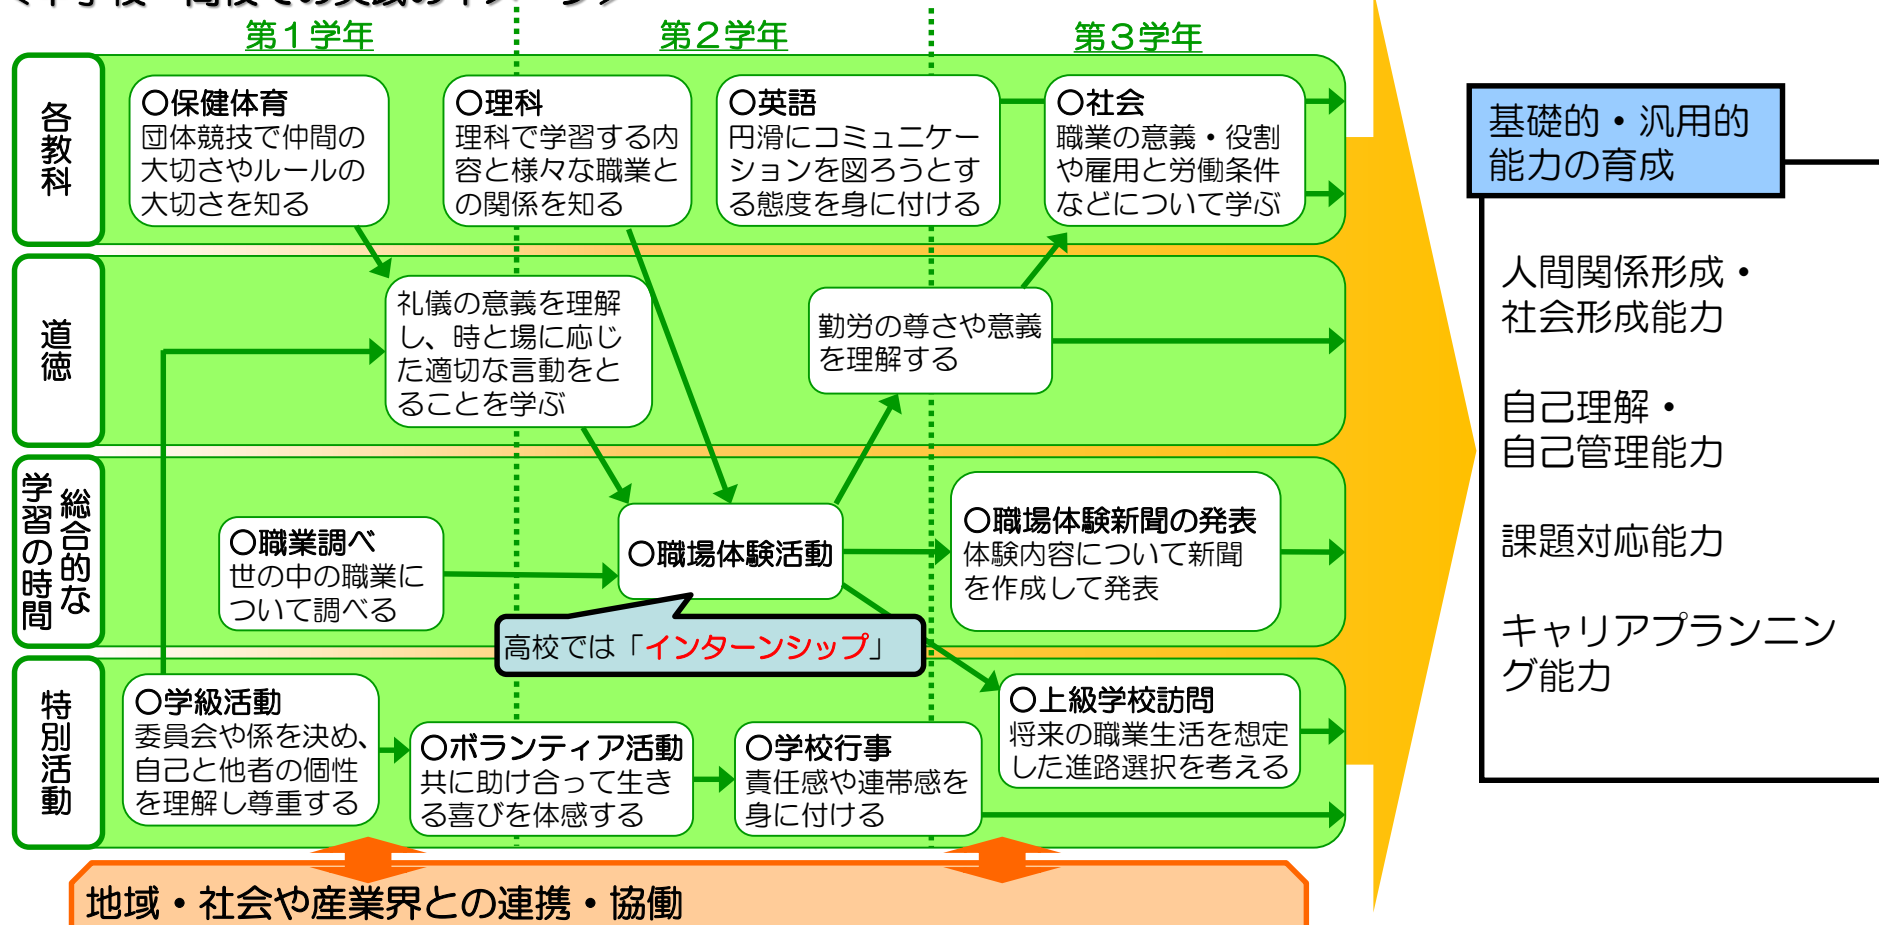 第１学年
第２学年
第３学年
各教科
○保健体育
団体競技で仲間の
大切さやルールの
大切さを知る
○理科
理科で学習する内
容と様々な職業と
の関係を知る
○英語
円滑にコミュニケー
ションを図ろうとす
る態度を身に付ける
○社会
職業の意義・役割
や雇用と労働条件
などについて学ぶ
道徳
礼儀の意義を理解
し、時と場に応じ
た適切な言動をと
ることを学ぶ
勤労の尊さや意義
を理解する
総合的な
学習の時間
○職業調べ
世の中の職業に
ついて調べる
○職場体験活動
高校では「インターンシップ」
○職場体験新聞の発表
体験内容について新聞
を作成して発表
特別活動
○学級活動
委員会や係を決め、
自己と他者の個性
を理解し尊重する
○ボランティア活動
共に助け合って生き
る喜びを体感する
○学校行事
責任感や連帯感を
身に付ける
○上級学校訪問
将来の職業生活を想定
した進路選択を考える
地域・社会や産業界との連携・協働
基礎的・汎用的
能力の育成
人間関係形成・
社会形成能力
自己理解・
自己管理能力
課題対応能力
キャリアプランニン
グ能力